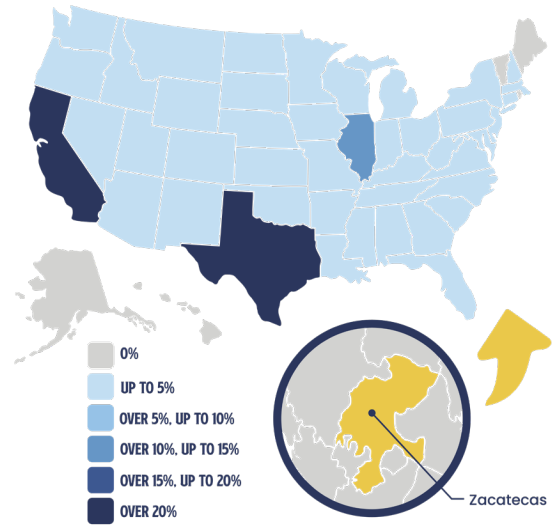 0%
UP TO 5%
OVER 5%, UP TO 10%
OVER 10%, UP TO 15%
OVER 15%, UP TO 20%
OVER 20%
Zacatecas